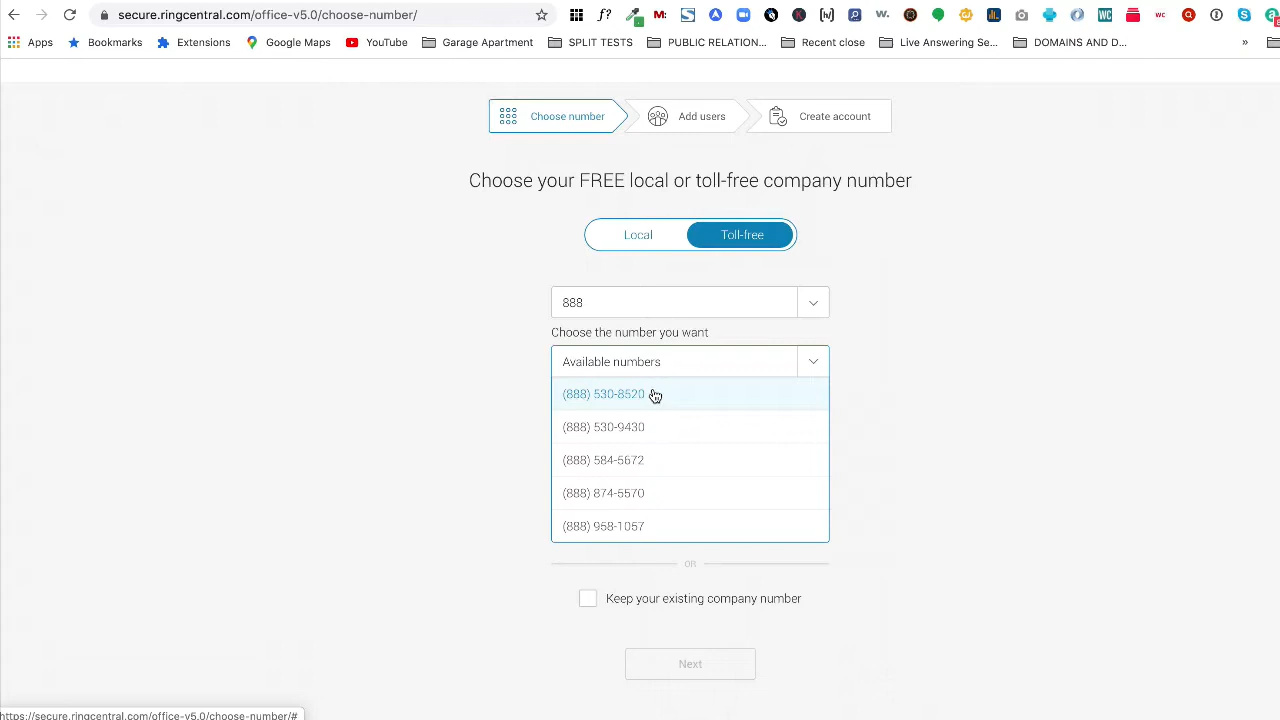 secure.ringcentral.com/office-v5.0/choose-number/
Apps Bookmarks Extensions Google Maps YouTube Garage Apartment SPLIT TESTS PUBLIC RELATION... Recent close Live Answering Se... DOMAINS AND D... »
Choose number Add users Create account
Choose your FREE local or toll-free company number
Local Toll-free
888
Choose the number you want
Available numbers
(888) 530-8520
(888) 530-9430
(888) 584-5672
(888) 874-5570
(888) 958-1057
OR
Keep your existing company number
Next
https://secure.ringcentral.com/office-v5.0/choose-number/#